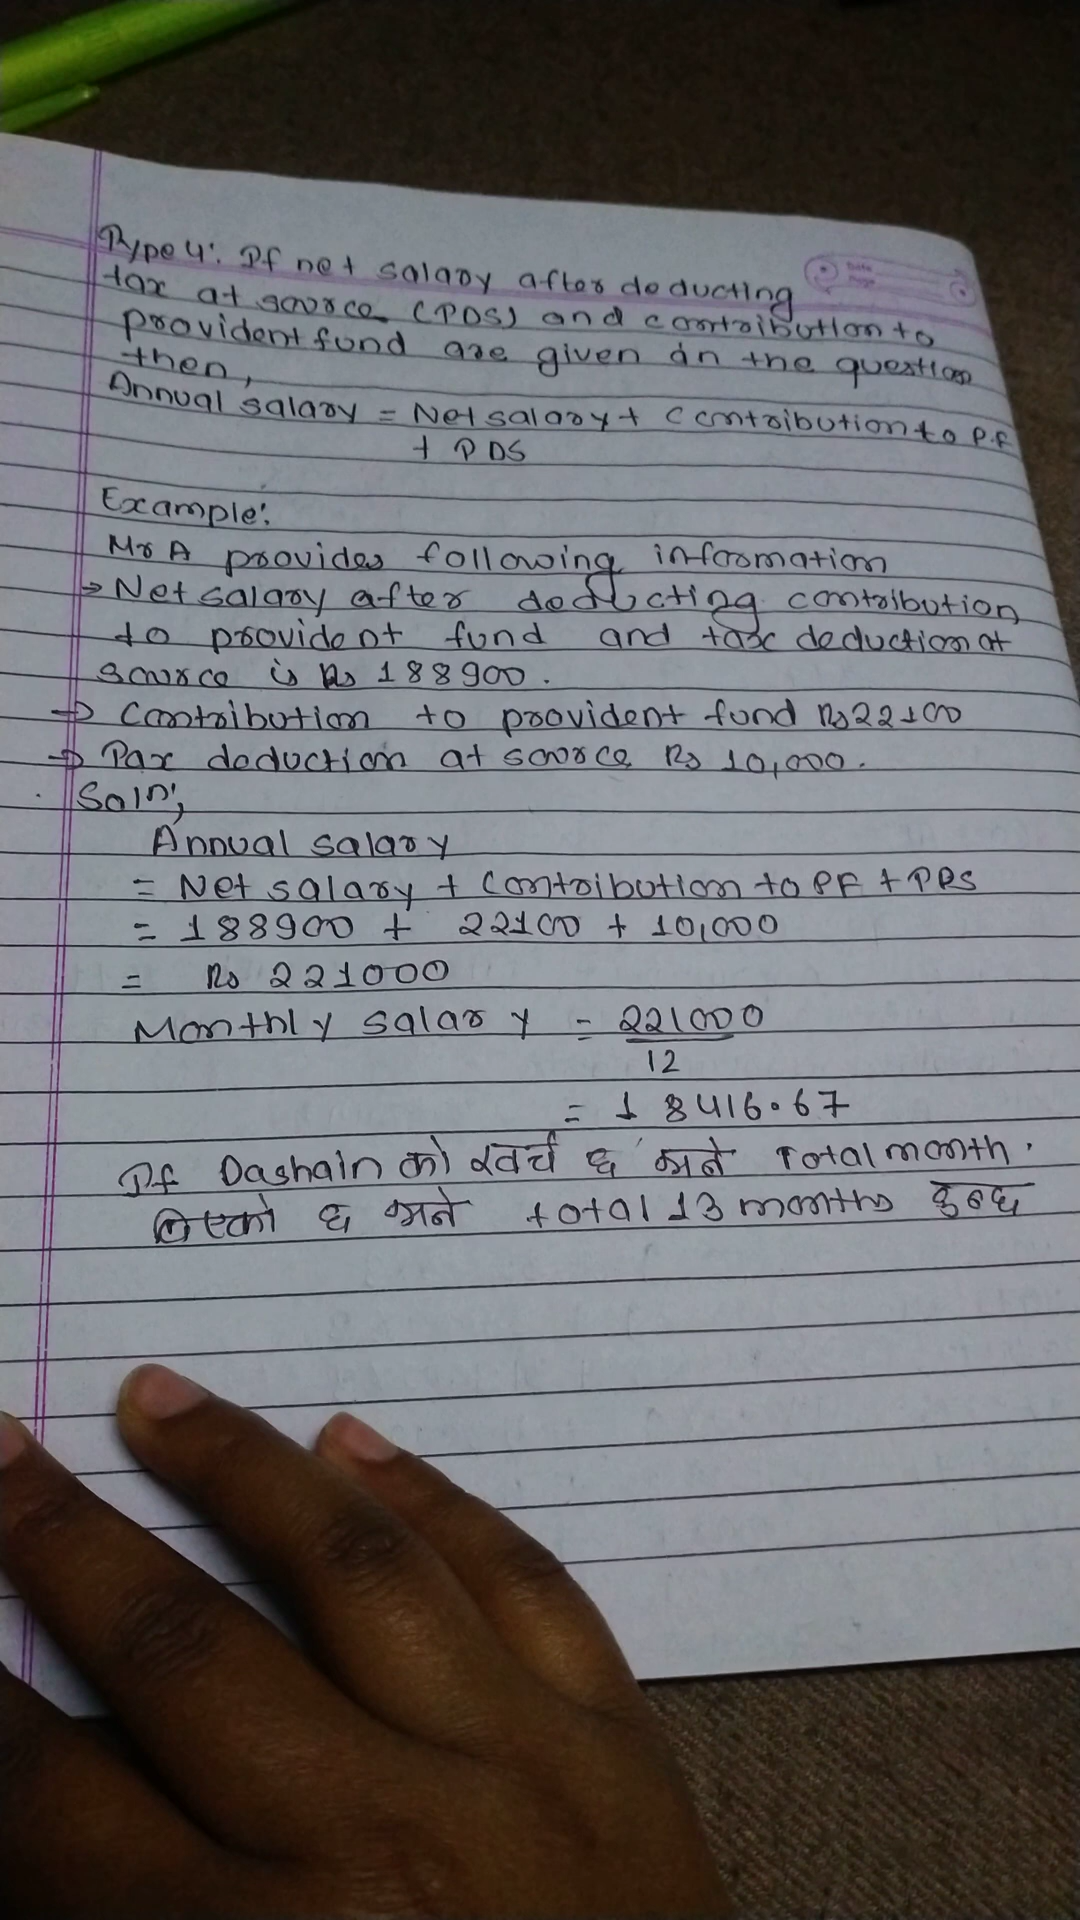 Type 4: If net salary after deducting
tax at source (TDS) and contribution to
provident fund are given in the question
then,
Annual salary = Net salary + Contribution to P.F
+ TDS
Example:
Mr A provides following information
→ Net salary after deducting contribution
to provident fund and tax deduction at
source is Rs 188900.
→ Contribution to provident fund Rs 22100
→ Tax deduction at source Rs 10,000.
Soln;
Annual salary
= Net salary + Contribution to PF + TDS
= 188900 + 22100 + 10,000
= Rs 221000
Monthly salary = 221000
12
= 18416.67
If Dashain को खर्च छ भने Total month.
दिएको छ भने total 13 months हुन्छ